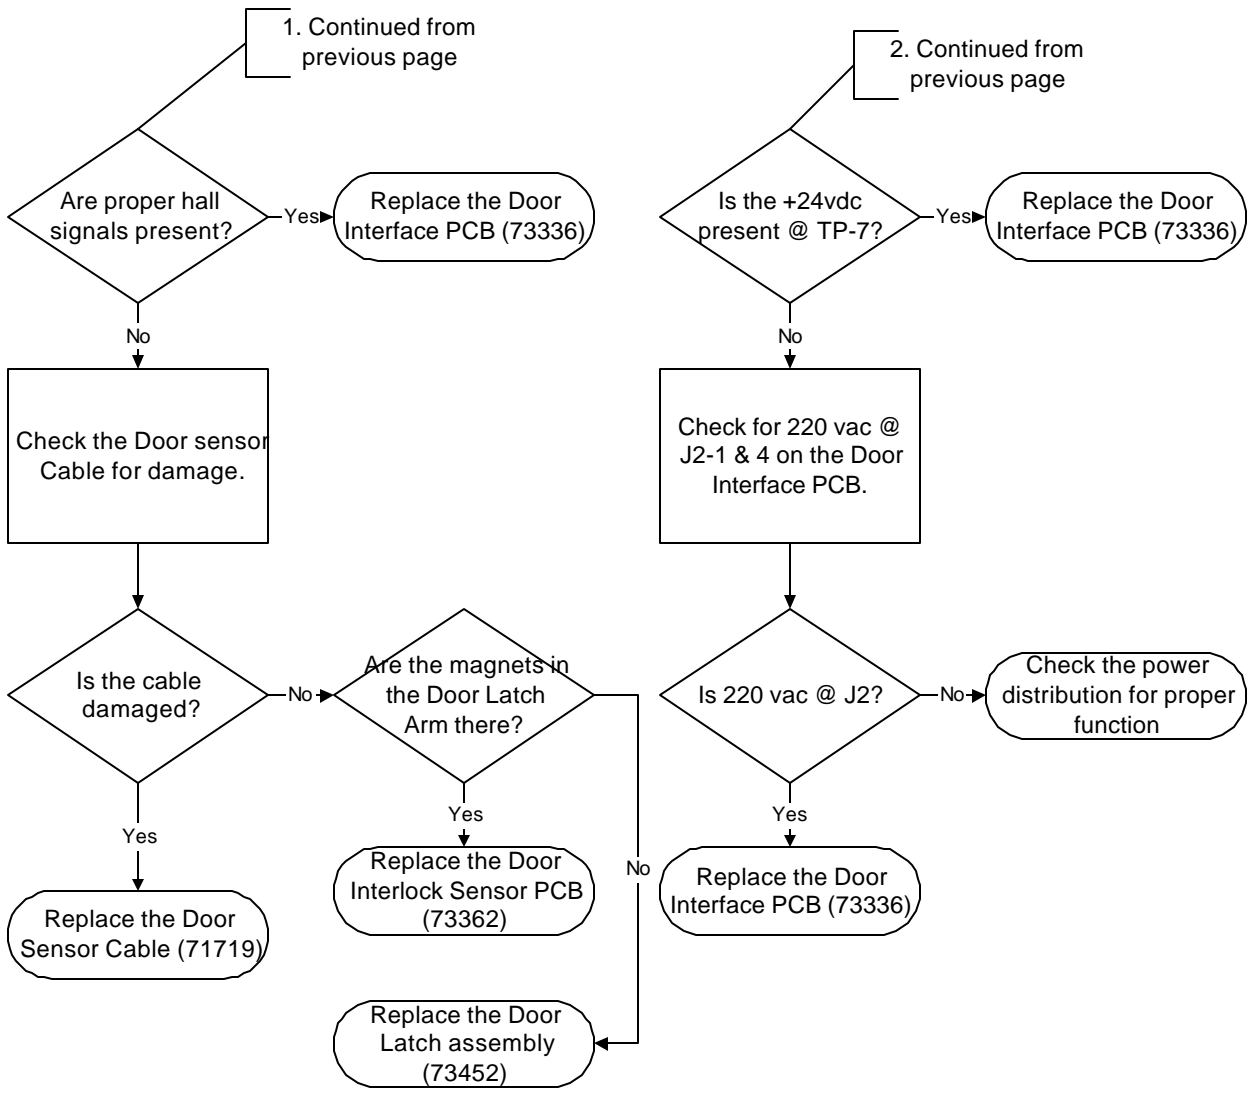 1. Continued from
previous page
Are proper hall
signals present?
Yes
Replace the Door
Interface PCB (73336)
No
Check the Door sensor
Cable for damage.
Is the cable
damaged?
No
Are the magnets in
the Door Latch
Arm there?
Yes
Replace the Door
Sensor Cable (71719)
Yes
Replace the Door
Interlock Sensor PCB
(73362)
No
Replace the Door
Latch assembly
(73452)
2. Continued from
previous page
Is the +24vdc
present @ TP-7?
Yes
Replace the Door
Interface PCB (73336)
No
Check for 220 vac @
J2-1 & 4 on the Door
Interface PCB.
Is 220 vac @ J2?
No
Check the power
distribution for proper
function
Yes
Replace the Door
Interface PCB (73336)